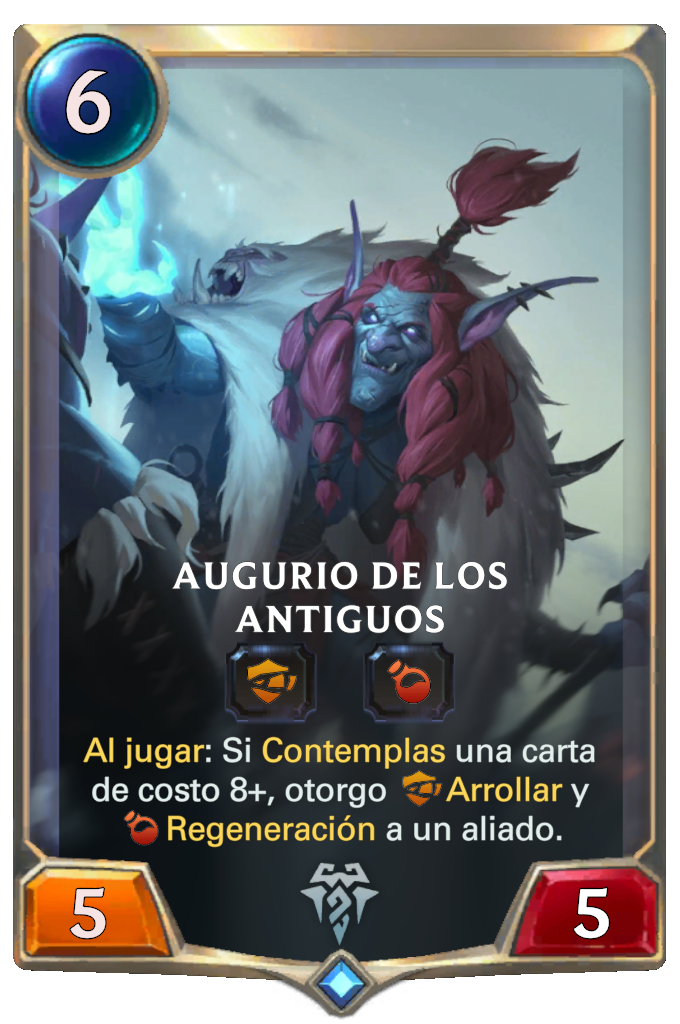 6
AUGURIO DE LOS
ANTIGUOS
Al jugar: Si Contemplas una carta
de costo 8+, otorgo Arrollar y
Regeneración a un aliado.
5 5